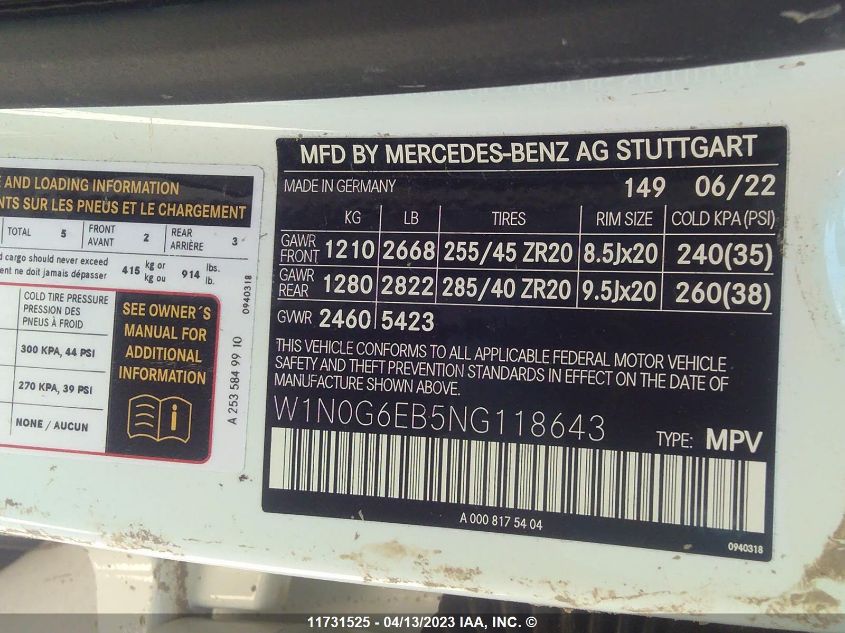 E AND LOADING INFORMATION
NTS SUR LES PNEUS ET LE CHARGEMENT
TOTAL 5 FRONT AVANT 2 REAR ARRIÈRE 3
d cargo should never exceed 415 kg or 914 lbs.
ent ne doit jamais dépasser kg ou lb.
COLD TIRE PRESSURE
PRESSION DES
PNEUS À FROID
300 KPA, 44 PSI
270 KPA, 39 PSI
NONE / AUCUN
SEE OWNER´S
MANUAL FOR
ADDITIONAL
INFORMATION
i
0940318
A 253 584 99 10
MFD BY MERCEDES-BENZ AG STUTTGART
MADE IN GERMANY 149 06/22
KG LB TIRES RIM SIZE COLD KPA(PSI)
GAWR FRONT 1210 2668 255/45 ZR20 8.5Jx20 240(35)
GAWR REAR 1280 2822 285/40 ZR20 9.5Jx20 260(38)
GVWR 2460 5423
THIS VEHICLE CONFORMS TO ALL APPLICABLE FEDERAL MOTOR VEHICLE
SAFETY AND THEFT PREVENTION STANDARDS IN EFFECT ON THE DATE OF
MANUFACTURE SHOWN ABOVE.
W1N0G6EB5NG118643 TYPE: MPV
A 000 817 54 04
0940318
11731525 - 04/13/2023 IAA, INC. ©